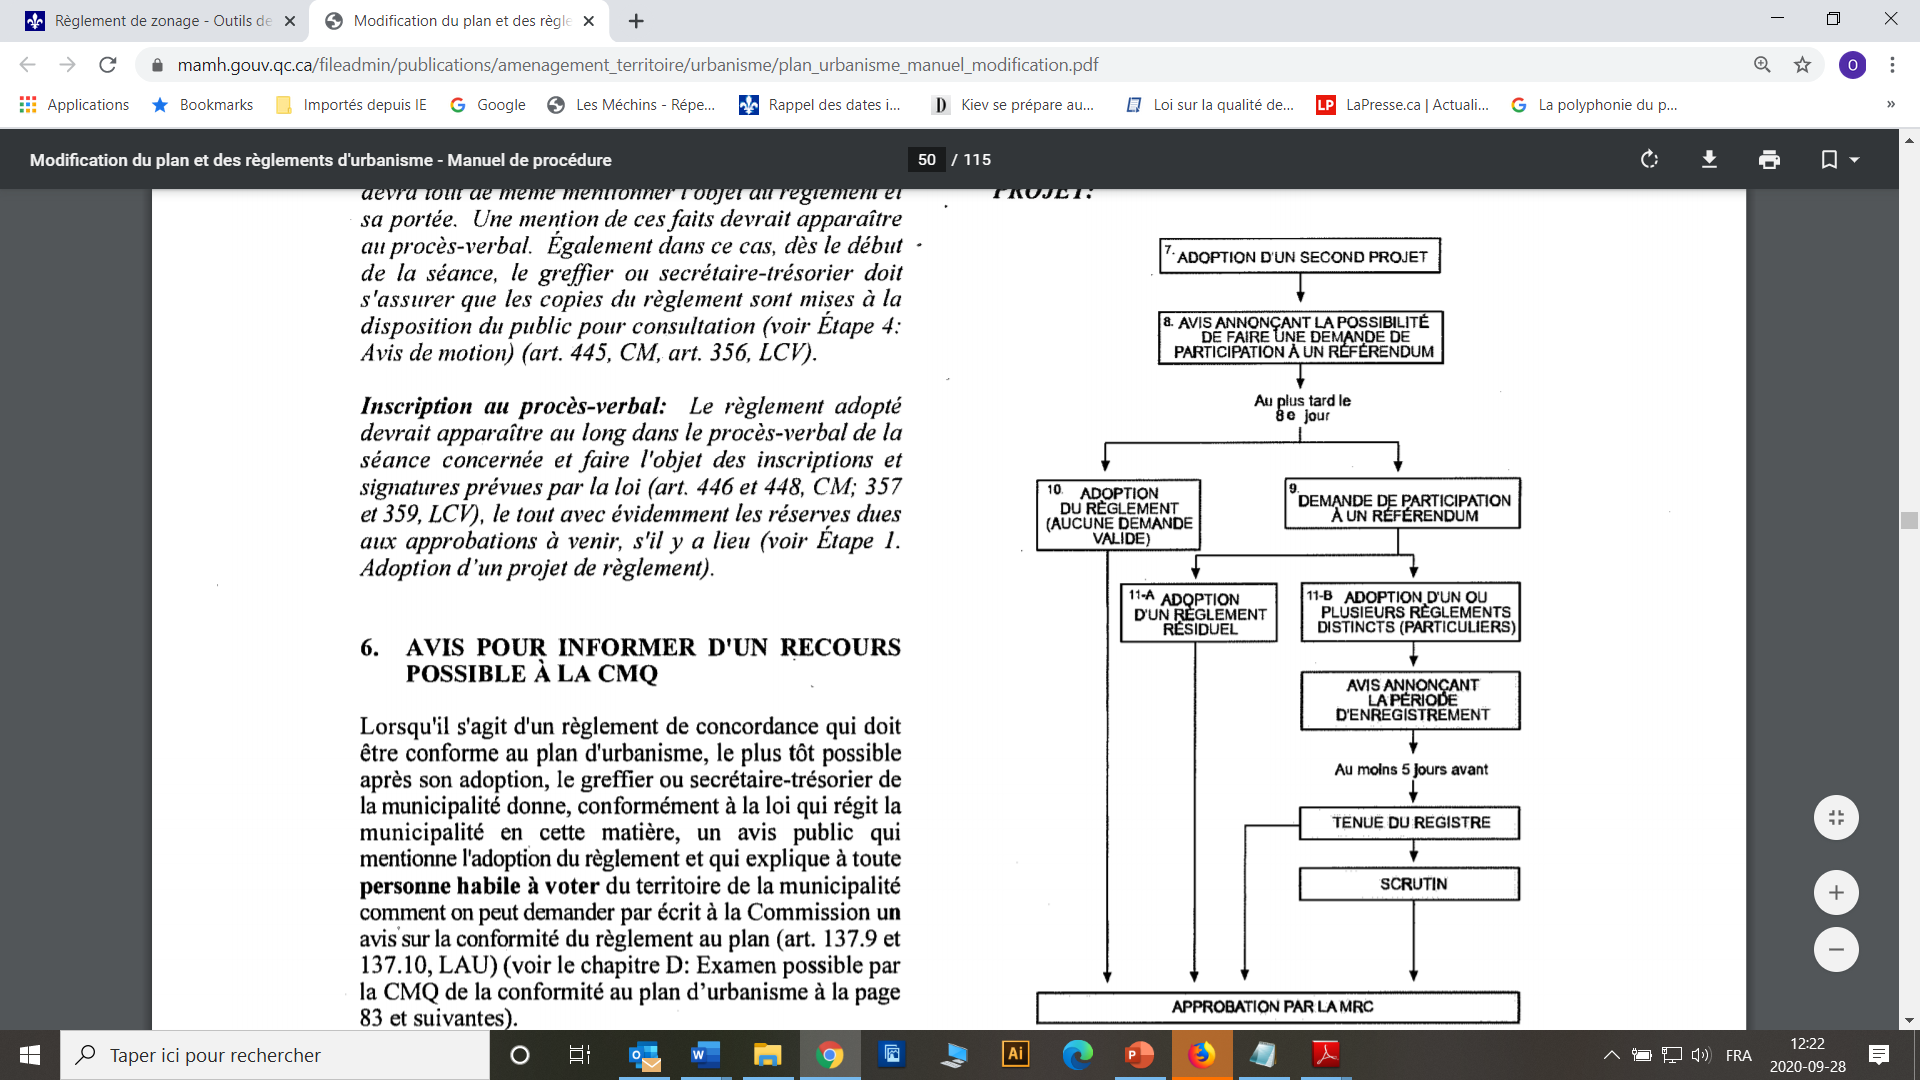 Règlement de zonage - Outils de
Modification du plan et des règle
mamh.gouv.qc.ca/fileadmin/publications/amenagement_territoire/urbanisme/plan_urbanisme_manuel_modification.pdf
O
Applications
Bookmarks
Importés depuis IE
Google
Les Méchins - Répe...
Rappel des dates i...
Kiev se prépare au...
Loi sur la qualité de...
LaPresse.ca | Actuali...
La polyphonie du p...
»
Modification du plan et des règlements d'urbanisme - Manuel de procédure
50 / 115
devra tout de même mentionner l'objet du règlement et
sa portée. Une mention de ces faits devrait apparaître
au procès-verbal. Également dans ce cas, dès le début
de la séance, le greffier ou secrétaire-trésorier doit
s'assurer que les copies du règlement sont mises à la
disposition du public pour consultation (voir Étape 4:
Avis de motion) (art. 445, CM, art. 356, LCV).
Inscription au procès-verbal: Le règlement adopté
devrait apparaître au long dans le procès-verbal de la
séance concernée et faire l'objet des inscriptions et
signatures prévues par la loi (art. 446 et 448, CM; 357
et 359, LCV), le tout avec évidemment les réserves dues
aux approbations à venir, s'il y a lieu (voir Étape 1.
Adoption d'un projet de règlement).
6. AVIS POUR INFORMER D'UN RECOURS
POSSIBLE À LA CMQ
Lorsqu'il s'agit d'un règlement de concordance qui doit
être conforme au plan d'urbanisme, le plus tôt possible
après son adoption, le greffier ou secrétaire-trésorier de
la municipalité donne, conformément à la loi qui régit la
municipalité en cette matière, un avis public qui
mentionne l'adoption du règlement et qui explique à toute
personne habile à voter du territoire de la municipalité
comment on peut demander par écrit à la Commission un
avis sur la conformité du règlement au plan (art. 137.9 et
137.10, LAU) (voir le chapitre D: Examen possible par
la CMQ de la conformité au plan d'urbanisme à la page
83 et suivantes).
PROJET:
7. ADOPTION D'UN SECOND PROJET
8. AVIS ANNONÇANT LA POSSIBILITÉ
DE FAIRE UNE DEMANDE DE
PARTICIPATION À UN RÉFÉRENDUM
Au plus tard le
8e jour
10. ADOPTION
DU RÈGLEMENT
(AUCUNE DEMANDE
VALIDE)
9. DEMANDE DE PARTICIPATION
À UN RÉFÉRENDUM
11-A ADOPTION
D'UN RÈGLEMENT
RÉSIDUEL
11-B ADOPTION D'UN OU
PLUSIEURS RÈGLEMENTS
DISTINCTS (PARTICULIERS)
AVIS ANNONÇANT
LA PÉRIODE
D'ENREGISTREMENT
Au moins 5 jours avant
TENUE DU REGISTRE
SCRUTIN
APPROBATION PAR LA MRC
Taper ici pour rechercher
FRA
12:22
2020-09-28